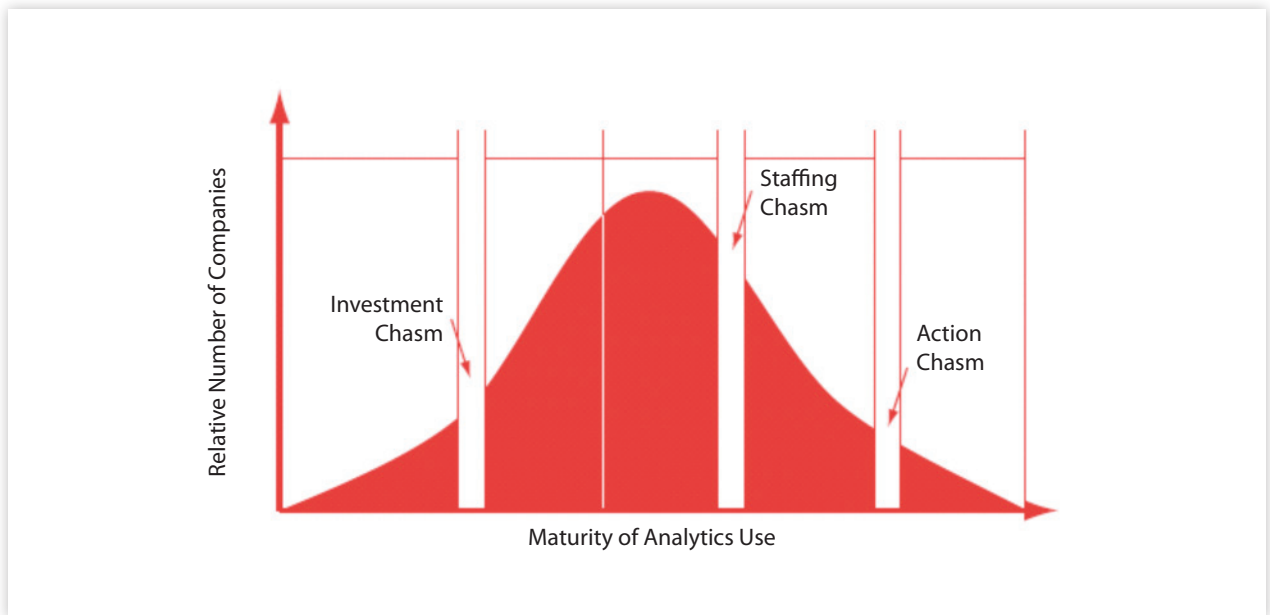 Relative Number of Companies
Staffing
Chasm
Investment
Chasm
Action
Chasm
Maturity of Analytics Use